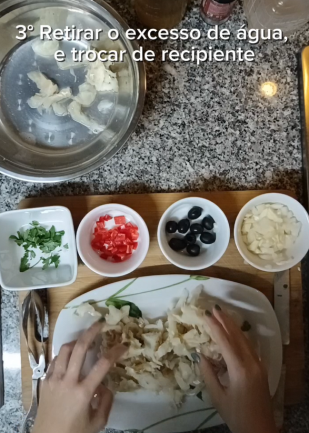 3° Retirar o excesso de água,
e trocar de recipiente